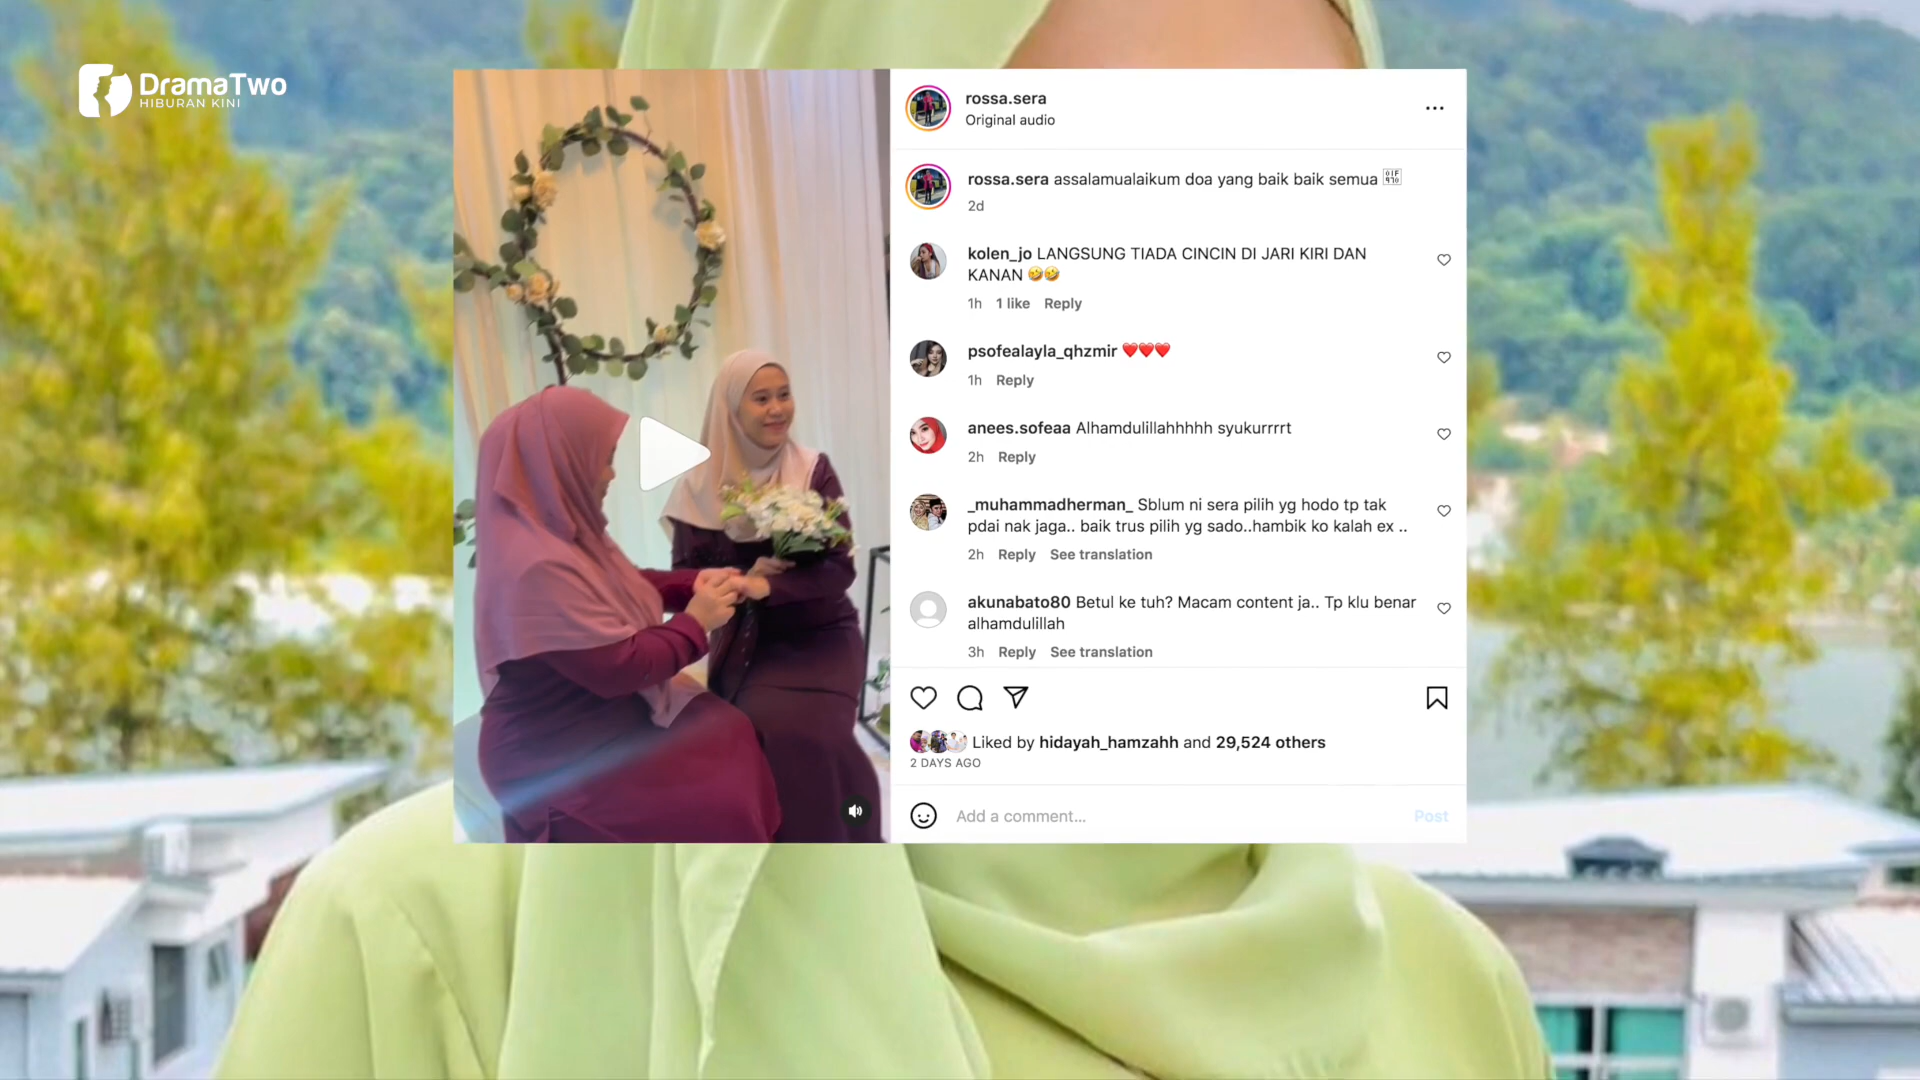 DramaTwo
HIBURAN KINI
rossa.sera
Original audio
rossa.sera assalamualaikum doa yang baik baik semua
2d
kolen_jo LANGSUNG TIADA CINCIN DI JARI KIRI DAN
KANAN 🤣🤣
1h 1 like Reply
psofealayla_qhzmir ❤️❤️❤️
1h Reply
anees.sofeaa Alhamdulillahhhhh syukurrrrt
2h Reply
_muhammadherman_ Sblum ni sera pilih yg hodo tp tak
pdai nak jaga.. baik trus pilih yg sado..hambik ko kalah ex ..
2h Reply See translation
akunabato80 Betul ke tuh? Macam content ja.. Tp klu benar
alhamdulillah
3h Reply See translation
Liked by hidayah_hamzahh and 29,524 others
2 DAYS AGO
Add a comment...
Post